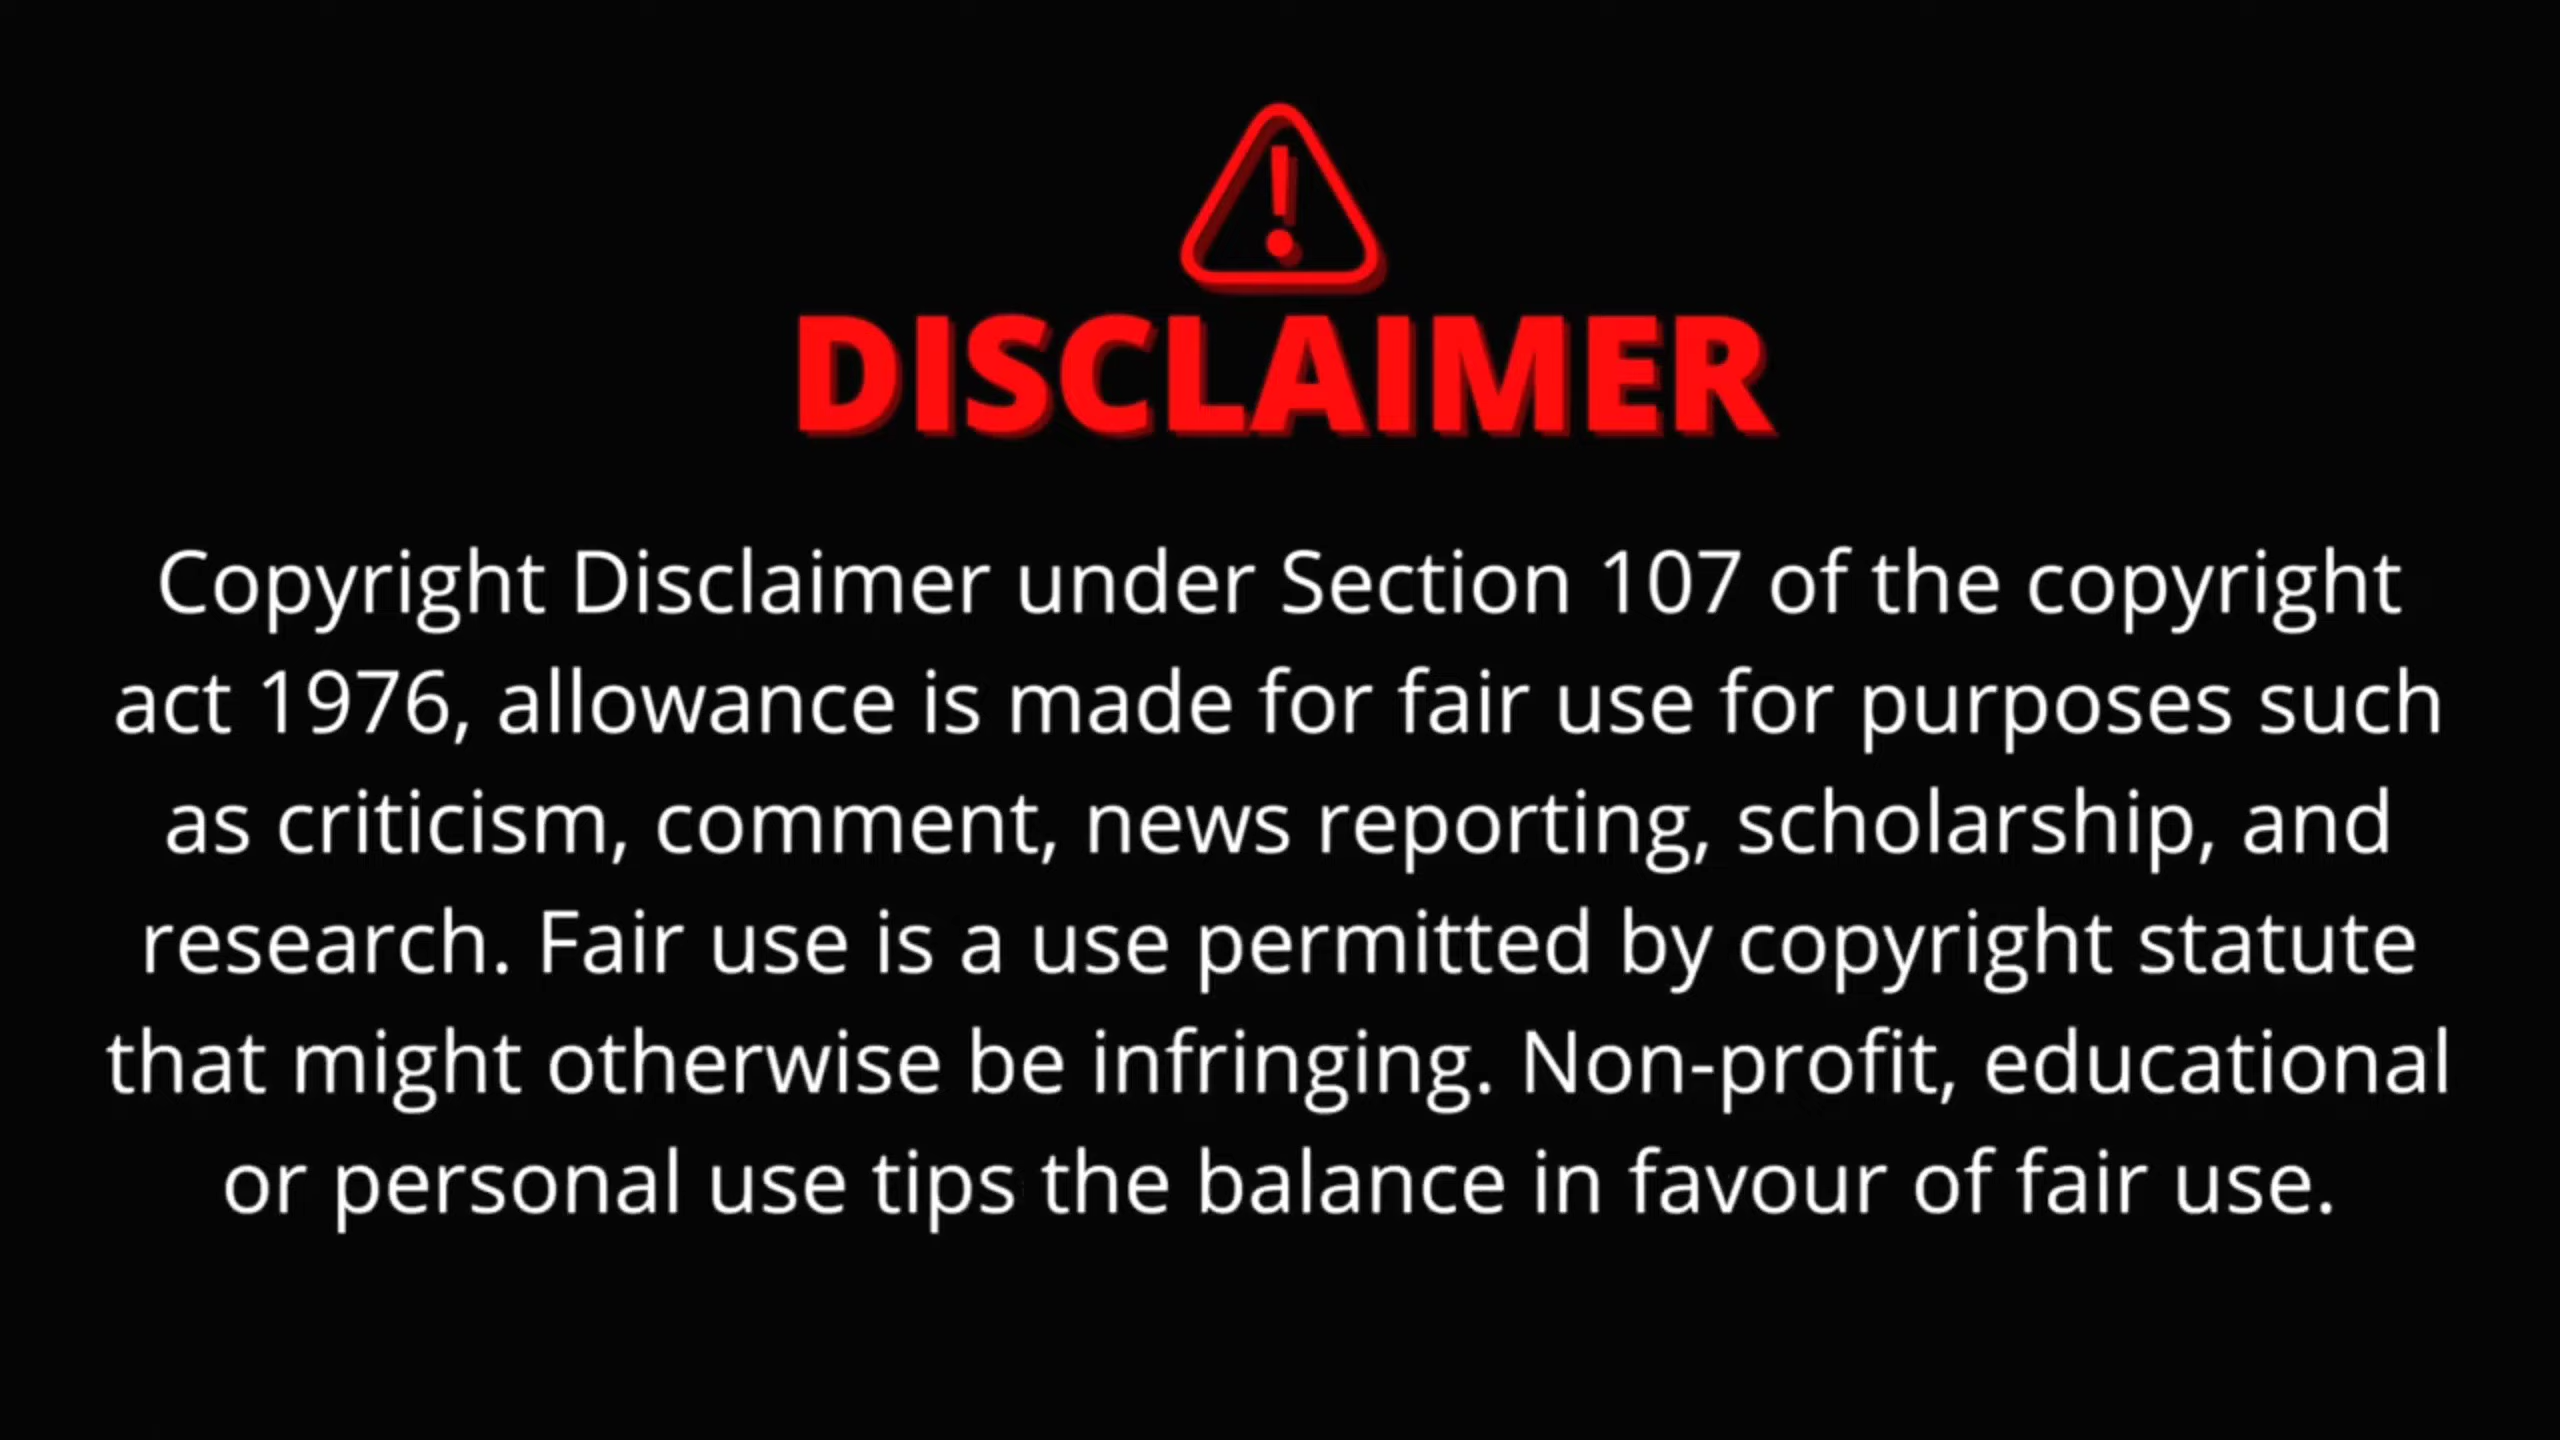 DISCLAIMER
Copyright Disclaimer under Section 107 of the copyright
act 1976, allowance is made for fair use for purposes such
as criticism, comment, news reporting, scholarship, and
research. Fair use is a use permitted by copyright statute
that might otherwise be infringing. Non-profit, educational
or personal use tips the balance in favour of fair use.